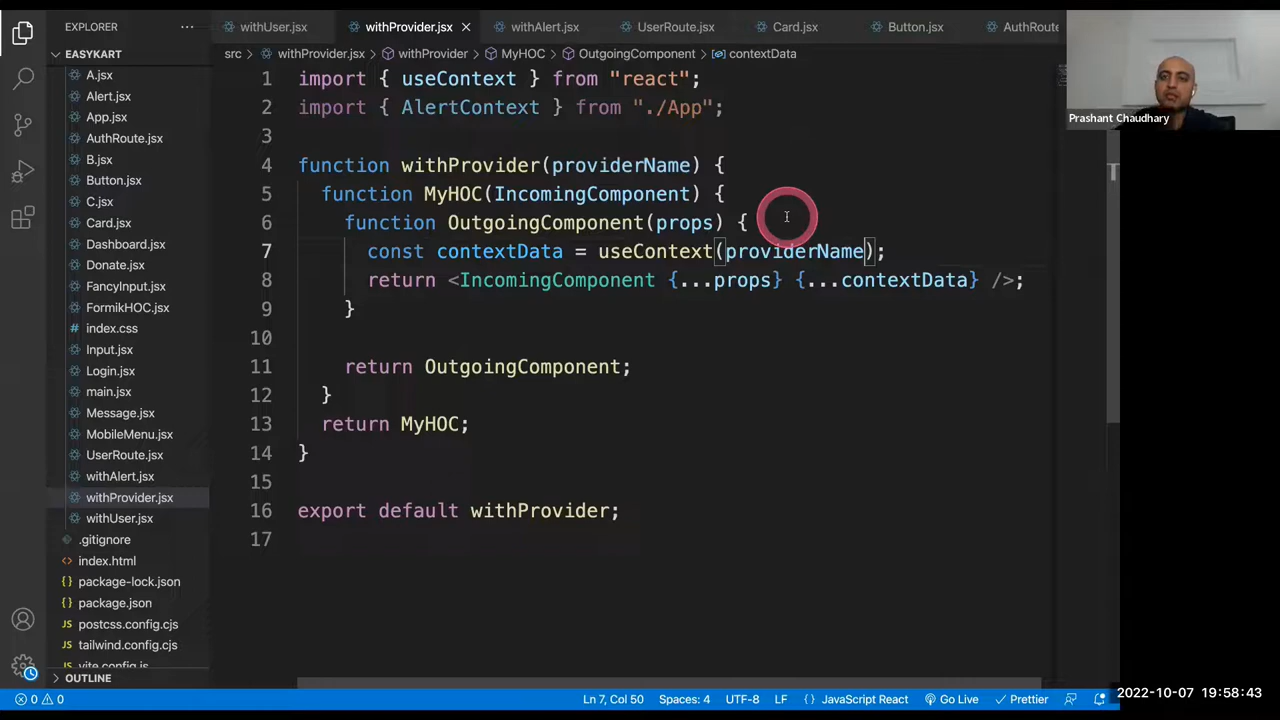 EXPLORER
···
withUser.jsx
withProvider.jsx
withAlert.jsx
UserRoute.jsx
Card.jsx
Button.jsx
AuthRoute
EASYKART
src > withProvider.jsx > withProvider > MyHOC > OutgoingComponent > contextData
A.jsx
Alert.jsx
App.jsx
AuthRoute.jsx
B.jsx
Button.jsx
C.jsx
Card.jsx
Dashboard.jsx
Donate.jsx
FancyInput.jsx
FormikHOC.jsx
# index.css
Input.jsx
Login.jsx
main.jsx
Message.jsx
MobileMenu.jsx
UserRoute.jsx
withAlert.jsx
withProvider.jsx
withUser.jsx
.gitignore
<> index.html
{} package-lock.json
{} package.json
JS postcss.config.cjs
JS tailwind.config.cjs
JS vite.config.js
OUTLINE
1 import { useContext } from "react";
2 import { AlertContext } from "./App";
3
4 function withProvider(providerName) {
5 function MyHOC(IncomingComponent) {
6 function OutgoingComponent(props) {
7 const contextData = useContext(providerName);
8 return <IncomingComponent {...props} {...contextData} />;
9 }
10
11 return OutgoingComponent;
12 }
13 return MyHOC;
14 }
15
16 export default withProvider;
17
Prashant Chaudhary
T
0 0
Ln 7, Col 50
Spaces: 4
UTF-8
LF
{} JavaScript React
Go Live
Prettier
2022-10-07 19:58:43